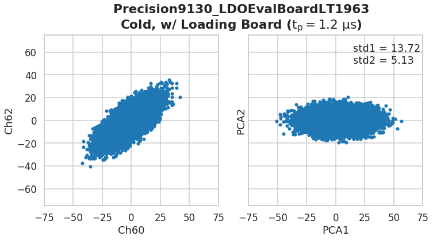 Precision9130_LDOEvalBoardLT1963
Cold, w/ Loading Board (tp = 1.2 μs)
60
40
20
0
−20
−40
−60
Ch62
−75 −50 −25 0 25 50 75
Ch60
std1 = 13.72
std2 = 5.13
PCA2
−75 −50 −25 0 25 50 75
PCA1